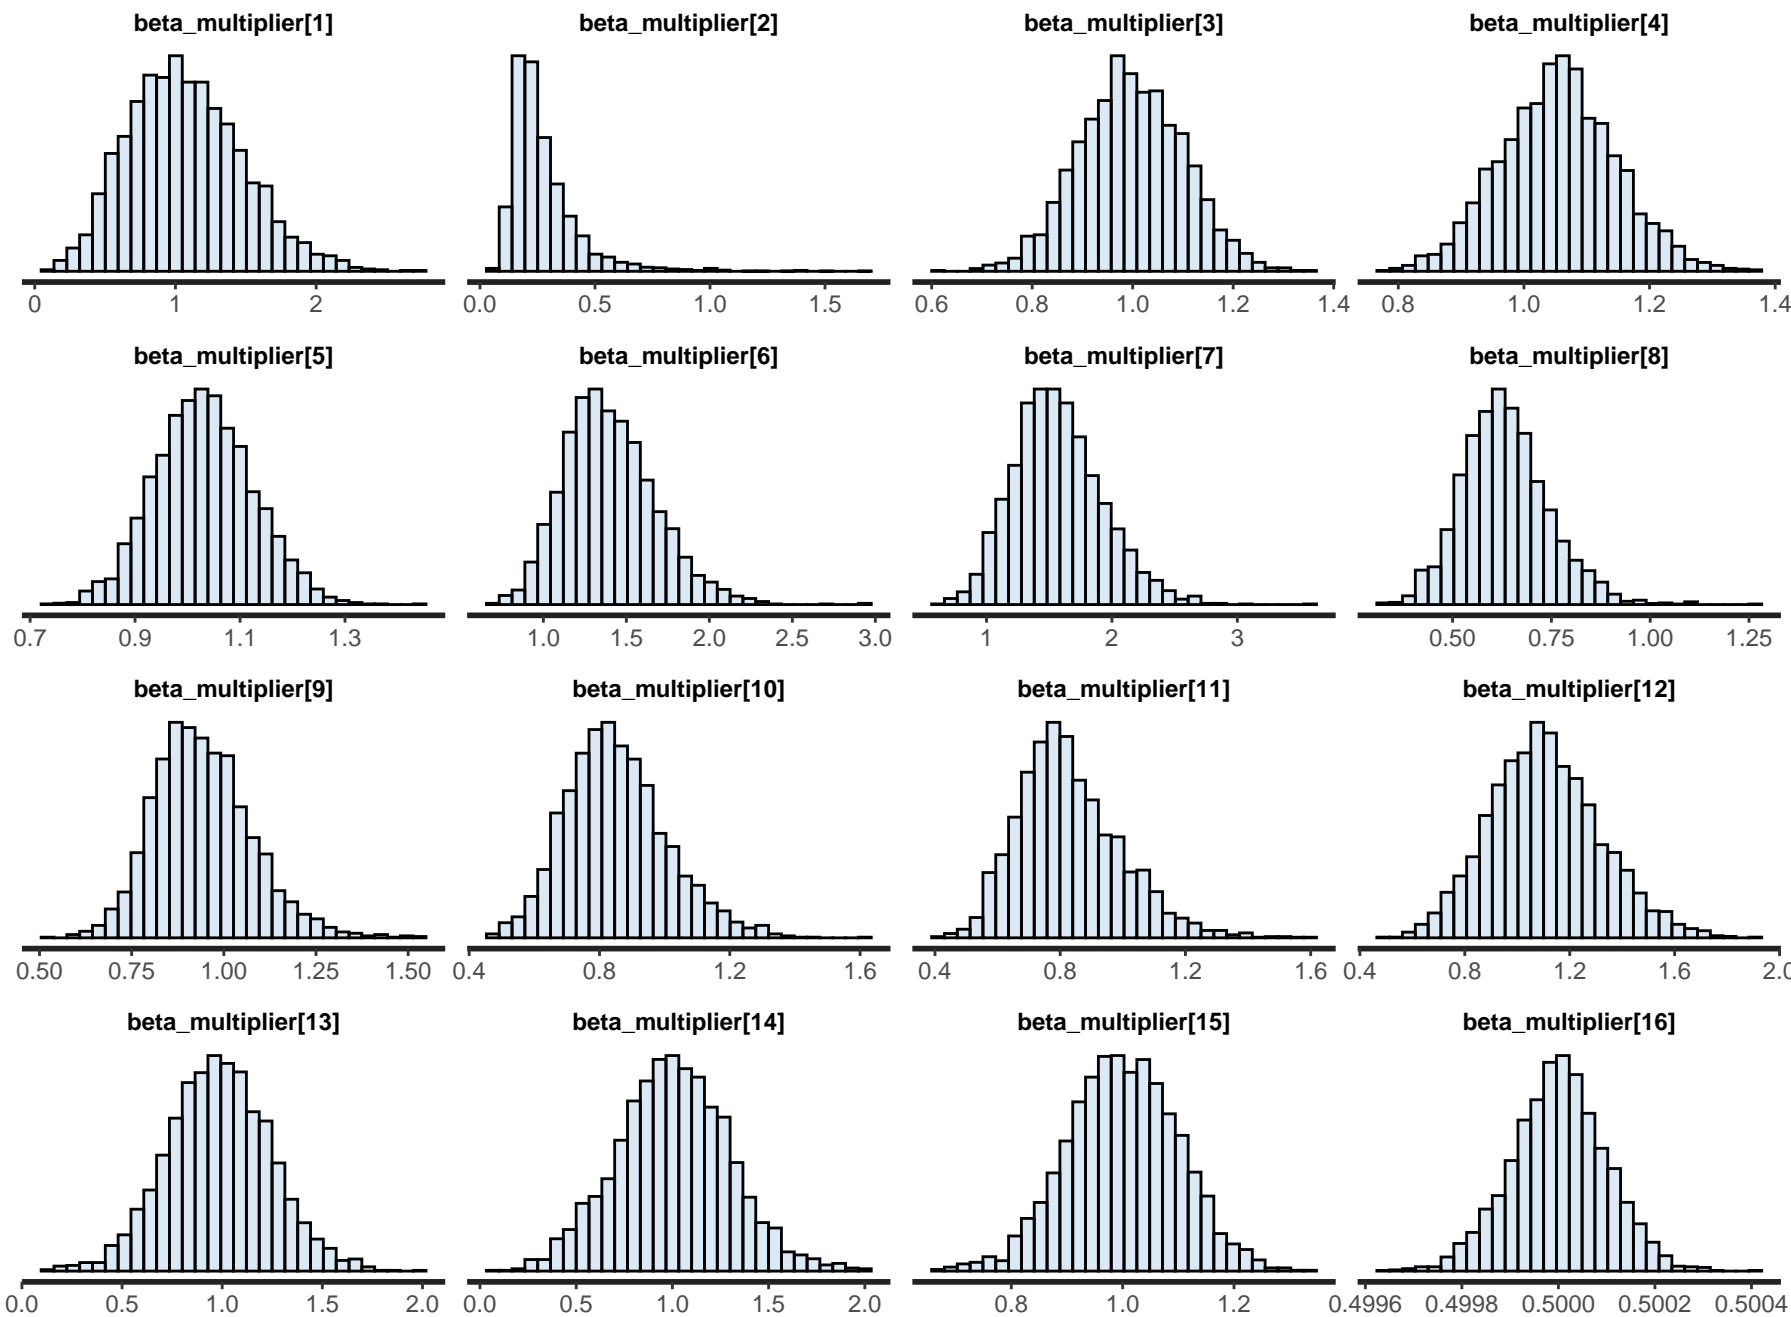 beta_multiplier[1] beta_multiplier[2] beta_multiplier[3] beta_multiplier[4]
0 1 2 0.0 0.5 1.0 1.5 0.6 0.8 1.0 1.2 1.4 0.8 1.0 1.2 1.4
beta_multiplier[5] beta_multiplier[6] beta_multiplier[7] beta_multiplier[8]
0.7 0.9 1.1 1.3 1.0 1.5 2.0 2.5 3.0 1 2 3 0.50 0.75 1.00 1.25
beta_multiplier[9] beta_multiplier[10] beta_multiplier[11] beta_multiplier[12]
0.50 0.75 1.00 1.25 1.50 0.4 0.8 1.2 1.6 0.4 0.8 1.2 1.6 0.4 0.8 1.2 1.6 2.0
beta_multiplier[13] beta_multiplier[14] beta_multiplier[15] beta_multiplier[16]
0.0 0.5 1.0 1.5 2.0 0.0 0.5 1.0 1.5 2.0 0.8 1.0 1.2 0.4996 0.4998 0.5000 0.5002 0.5004